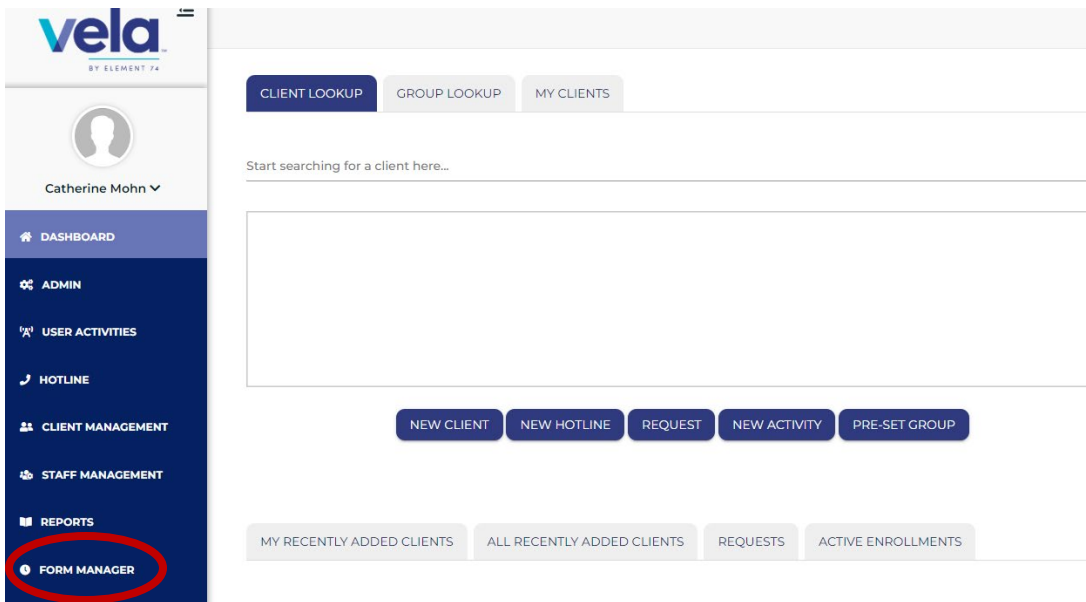 vela
BY ELEMENT 74
Catherine Mohn
DASHBOARD
ADMIN
USER ACTIVITIES
HOTLINE
CLIENT MANAGEMENT
STAFF MANAGEMENT
REPORTS
FORM MANAGER
CLIENT LOOKUP GROUP LOOKUP MY CLIENTS
Start searching for a client here...
NEW CLIENT NEW HOTLINE REQUEST NEW ACTIVITY PRE-SET GROUP
MY RECENTLY ADDED CLIENTS ALL RECENTLY ADDED CLIENTS REQUESTS ACTIVE ENROLLMENTS